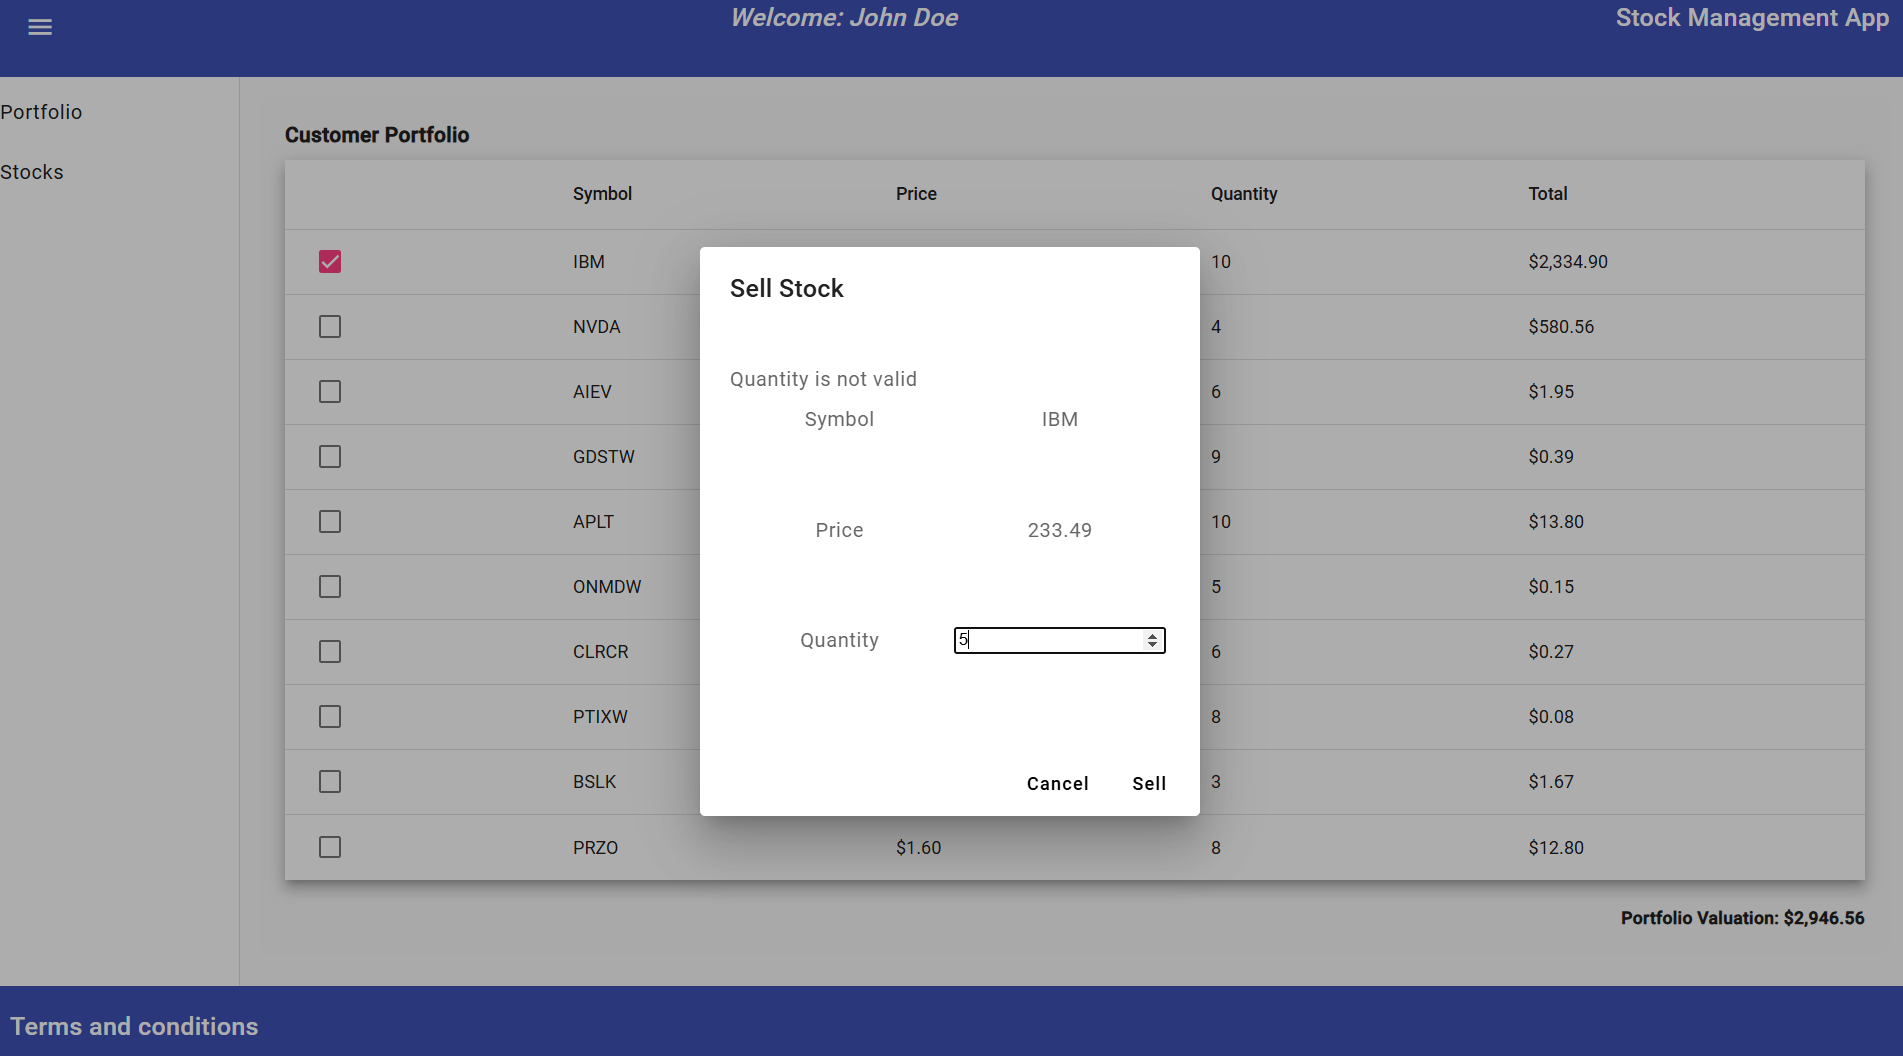 Welcome: John Doe
Stock Management App
Portfolio
Stocks
Customer Portfolio
Symbol Price Quantity Total
IBM 10 $2,334.90
NVDA 4 $580.56
AIEV 6 $1.95
GDSTW 9 $0.39
APLT 10 $13.80
ONMDW 5 $0.15
CLRCR 6 $0.27
PTIXW 8 $0.08
BSLK 3 $1.67
PRZO $1.60 8 $12.80
Portfolio Valuation: $2,946.56
Sell Stock
Quantity is not valid
Symbol IBM
Price 233.49
Quantity 5
Cancel Sell
Terms and conditions